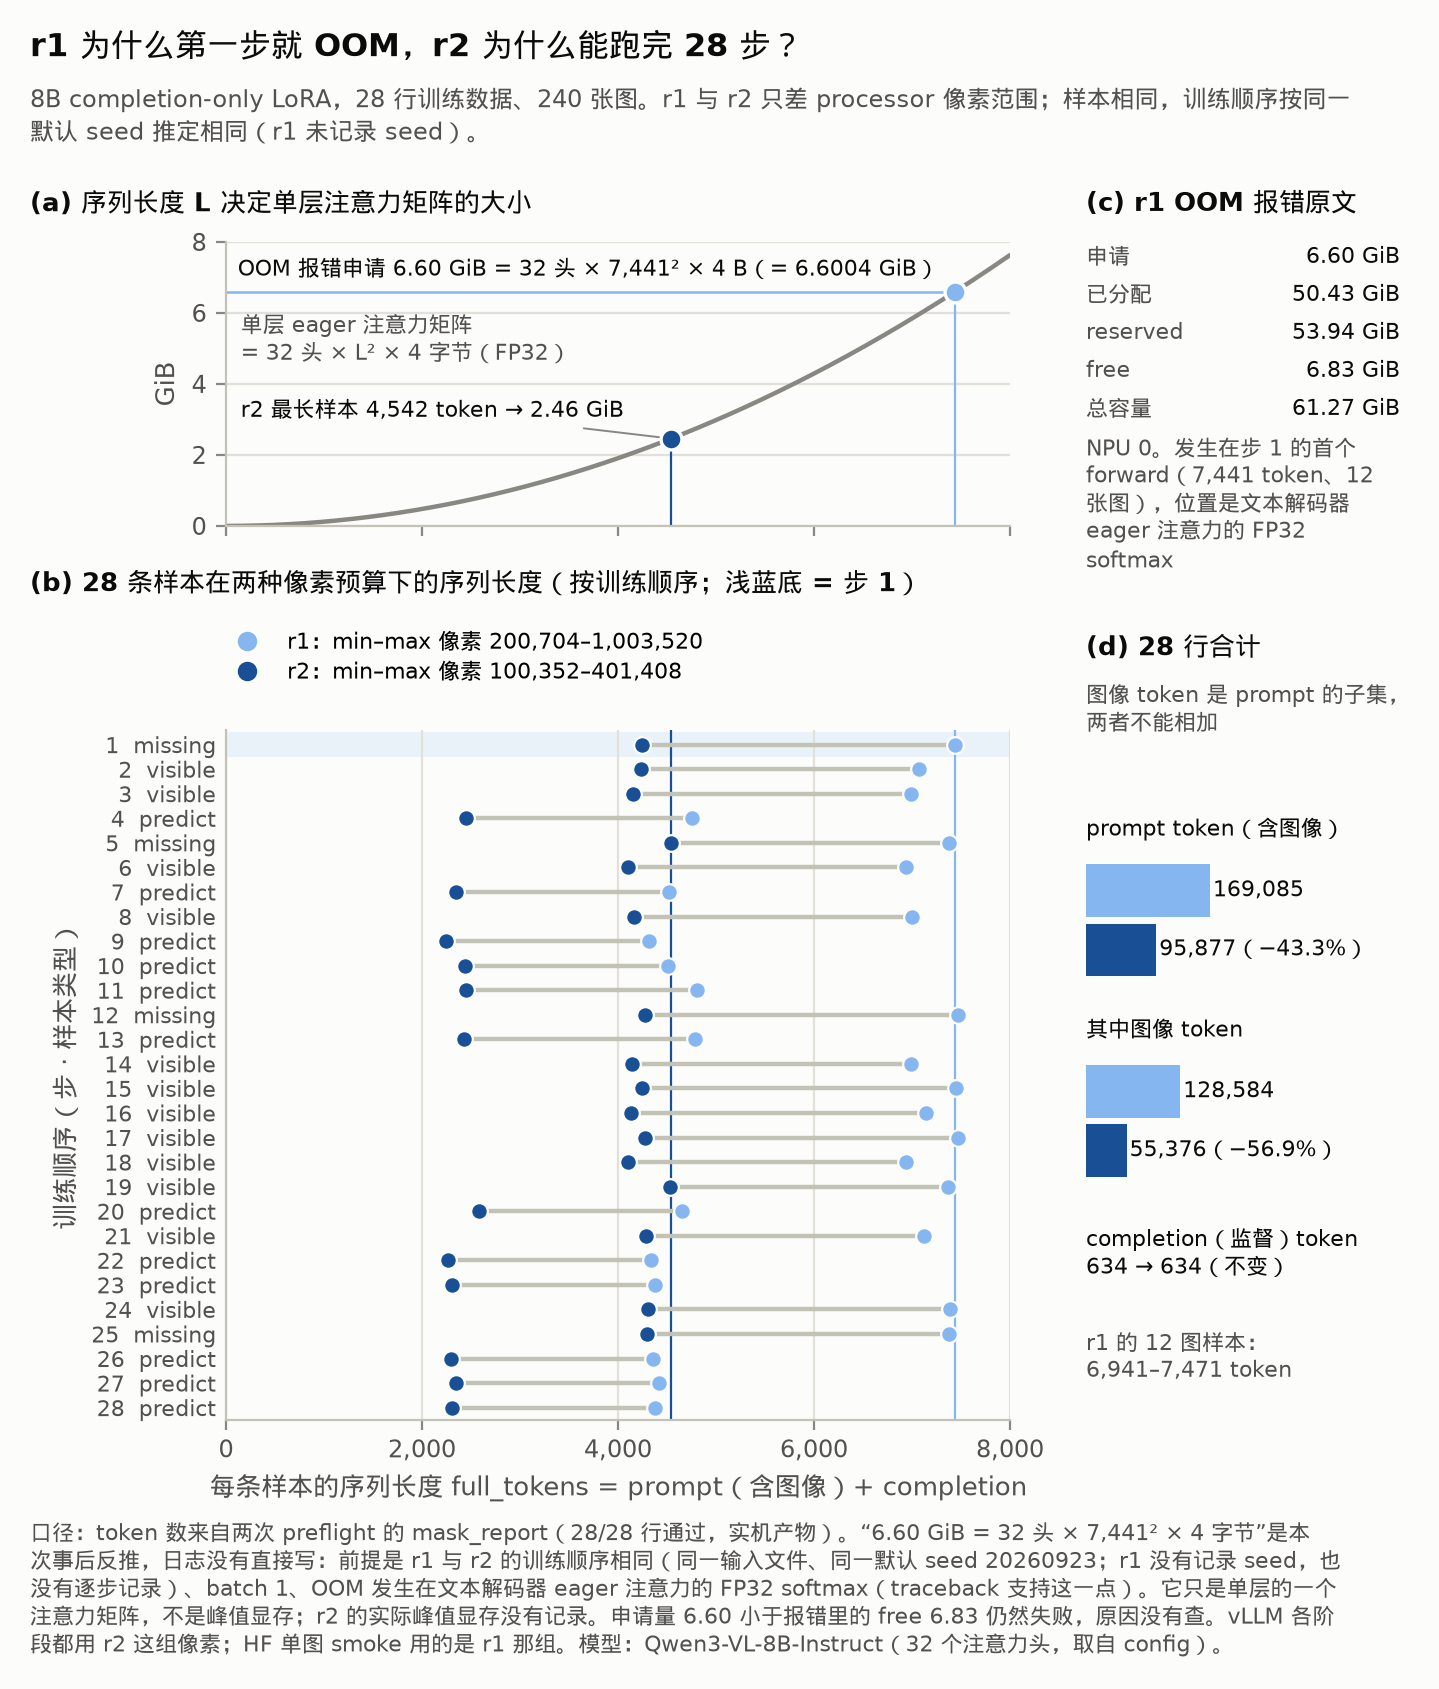 r1 为什么第一步就 OOM，r2 为什么能跑完 28 步？
8B completion-only LoRA，28 行训练数据、240 张图。r1 与 r2 只差 processor 像素范围；样本相同，训练顺序按同一
默认 seed 推定相同（r1 未记录 seed）。
(a) 序列长度 L 决定单层注意力矩阵的大小
GiB
8
6
4
2
0
OOM 报错申请 6.60 GiB = 32 头 × 7,441² × 4 B（= 6.6004 GiB）
单层 eager 注意力矩阵
= 32 头 × L² × 4 字节（FP32）
r2 最长样本 4,542 token → 2.46 GiB
(c) r1 OOM 报错原文
申请 6.60 GiB
已分配 50.43 GiB
reserved 53.94 GiB
free 6.83 GiB
总容量 61.27 GiB
NPU 0。发生在步 1 的首个
forward（7,441 token、12
张图），位置是文本解码器
eager 注意力的 FP32
softmax
(b) 28 条样本在两种像素预算下的序列长度（按训练顺序；浅蓝底 = 步 1）
r1：min–max 像素 200,704–1,003,520
r2：min–max 像素 100,352–401,408
训练顺序（步 · 样本类型）
1 missing
2 visible
3 visible
4 predict
5 missing
6 visible
7 predict
8 visible
9 predict
10 predict
11 predict
12 missing
13 predict
14 visible
15 visible
16 visible
17 visible
18 visible
19 visible
20 predict
21 visible
22 predict
23 predict
24 visible
25 missing
26 predict
27 predict
28 predict
0 2,000 4,000 6,000 8,000
每条样本的序列长度 full_tokens = prompt（含图像）+ completion
(d) 28 行合计
图像 token 是 prompt 的子集，
两者不能相加
prompt token（含图像）
169,085
95,877（−43.3%）
其中图像 token
128,584
55,376（−56.9%）
completion（监督）token
634 → 634（不变）
r1 的 12 图样本：
6,941–7,471 token
口径：token 数来自两次 preflight 的 mask_report（28/28 行通过，实机产物）。“6.60 GiB = 32 头 × 7,441² × 4 字节”是本
次事后反推，日志没有直接写：前提是 r1 与 r2 的训练顺序相同（同一输入文件、同一默认 seed 20260923；r1 没有记录 seed，也
没有逐步记录）、batch 1、OOM 发生在文本解码器 eager 注意力的 FP32 softmax（traceback 支持这一点）。它只是单层的一个
注意力矩阵，不是峰值显存；r2 的实际峰值显存没有记录。申请量 6.60 小于报错里的 free 6.83 仍然失败，原因没有查。vLLM 各阶
段都用 r2 这组像素；HF 单图 smoke 用的是 r1 那组。模型：Qwen3-VL-8B-Instruct（32 个注意力头，取自 config）。